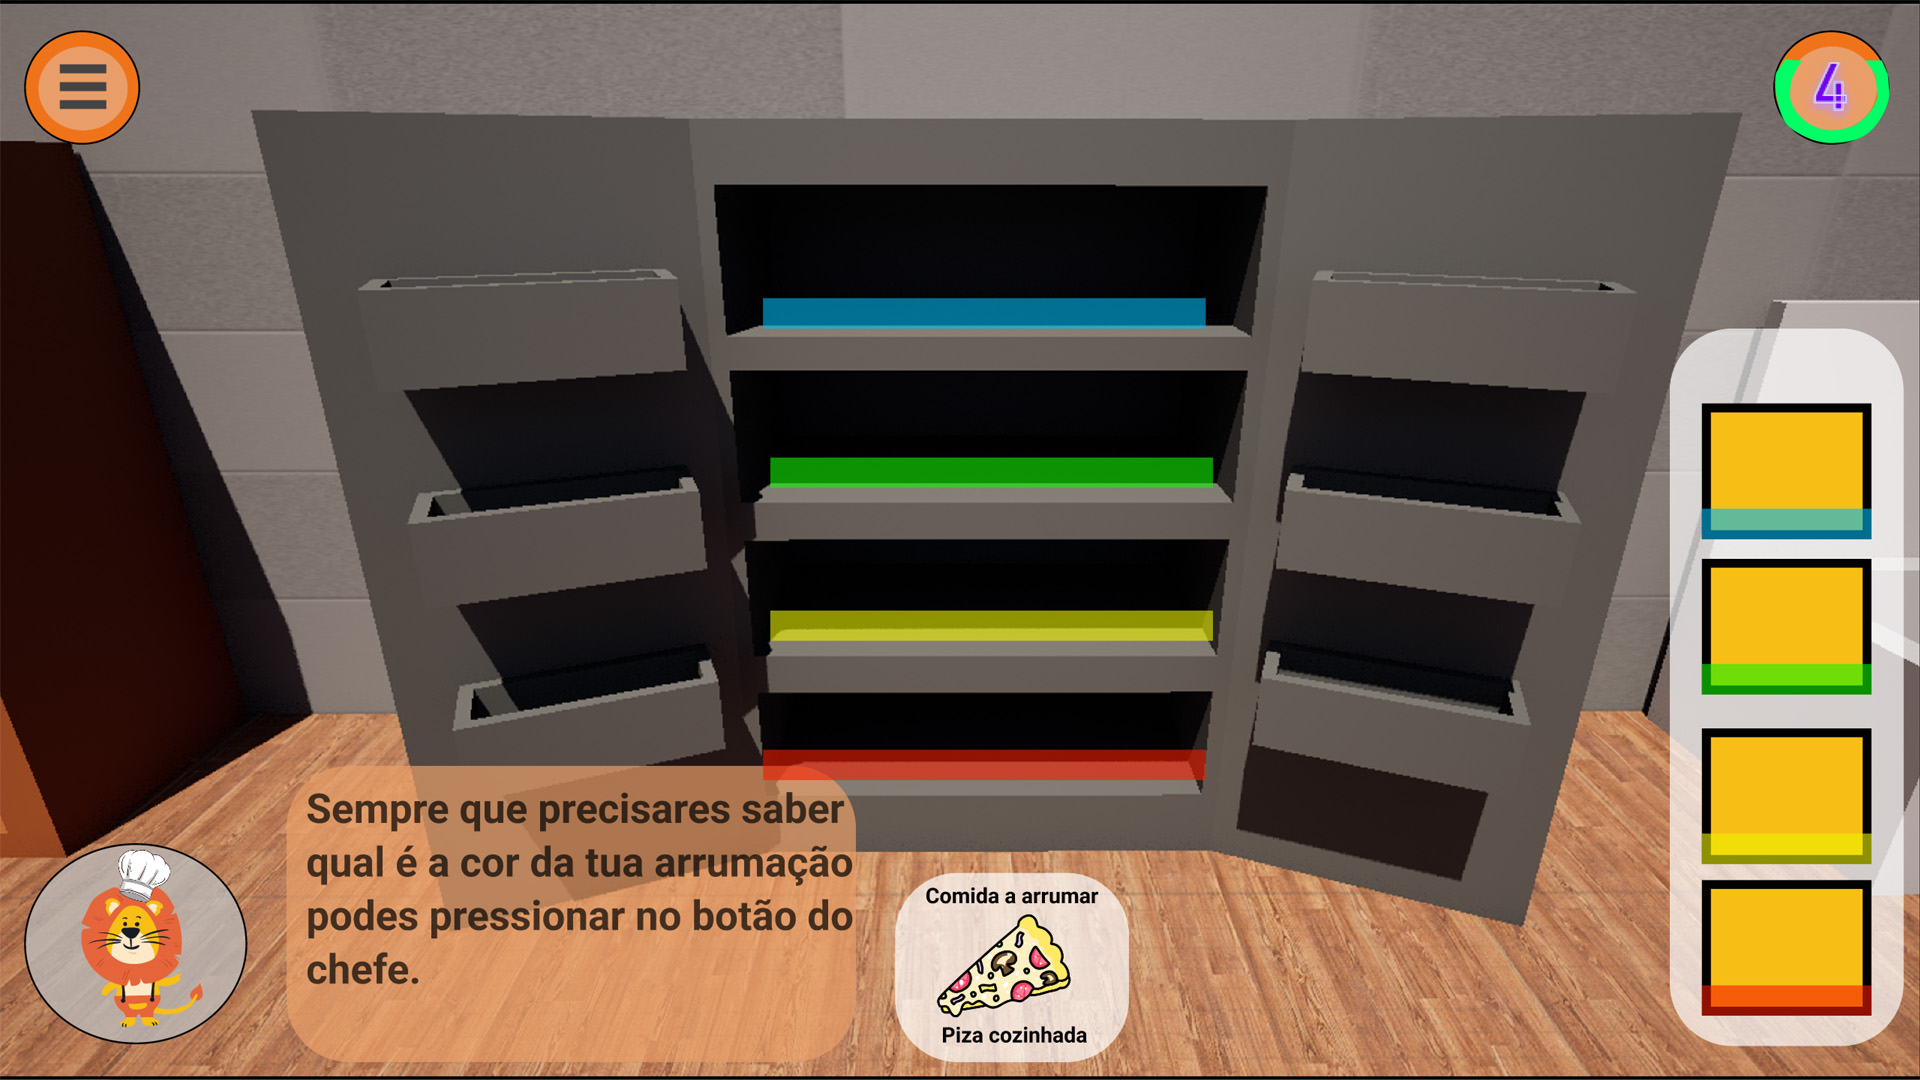 4
Sempre que precisares saber
qual é a cor da tua arrumação
podes pressionar no botão do
chefe.
Comida a arrumar
Piza cozinhada